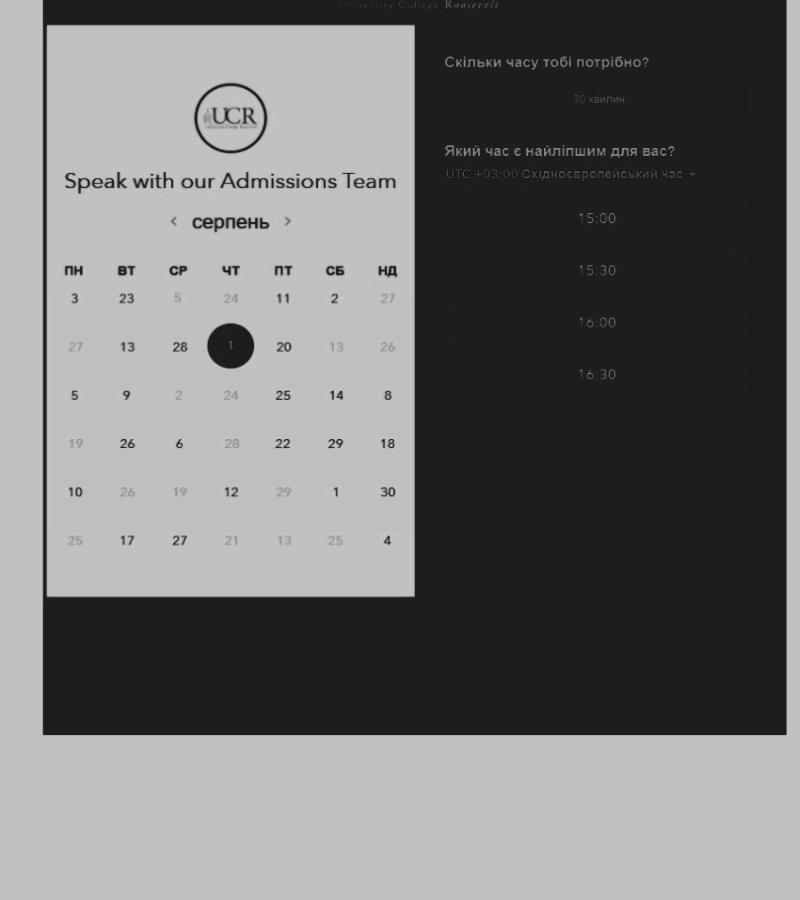 University College Roosevelt
UCR
Speak with our Admissions Team
серпень
ПН ВТ СР ЧТ ПТ СБ НД
3 23 5 24 11 2 27
27 13 28 1 20 13 26
5 9 2 24 25 14 8
19 26 6 28 22 29 18
10 26 19 12 29 1 30
25 17 27 21 13 25 4
Скільки часу тобі потрібно?
30 хвилин
Який час є найліпшим для вас?
UTC +03:00 Східноєвропейський час
15:00
15:30
16:00
16:30